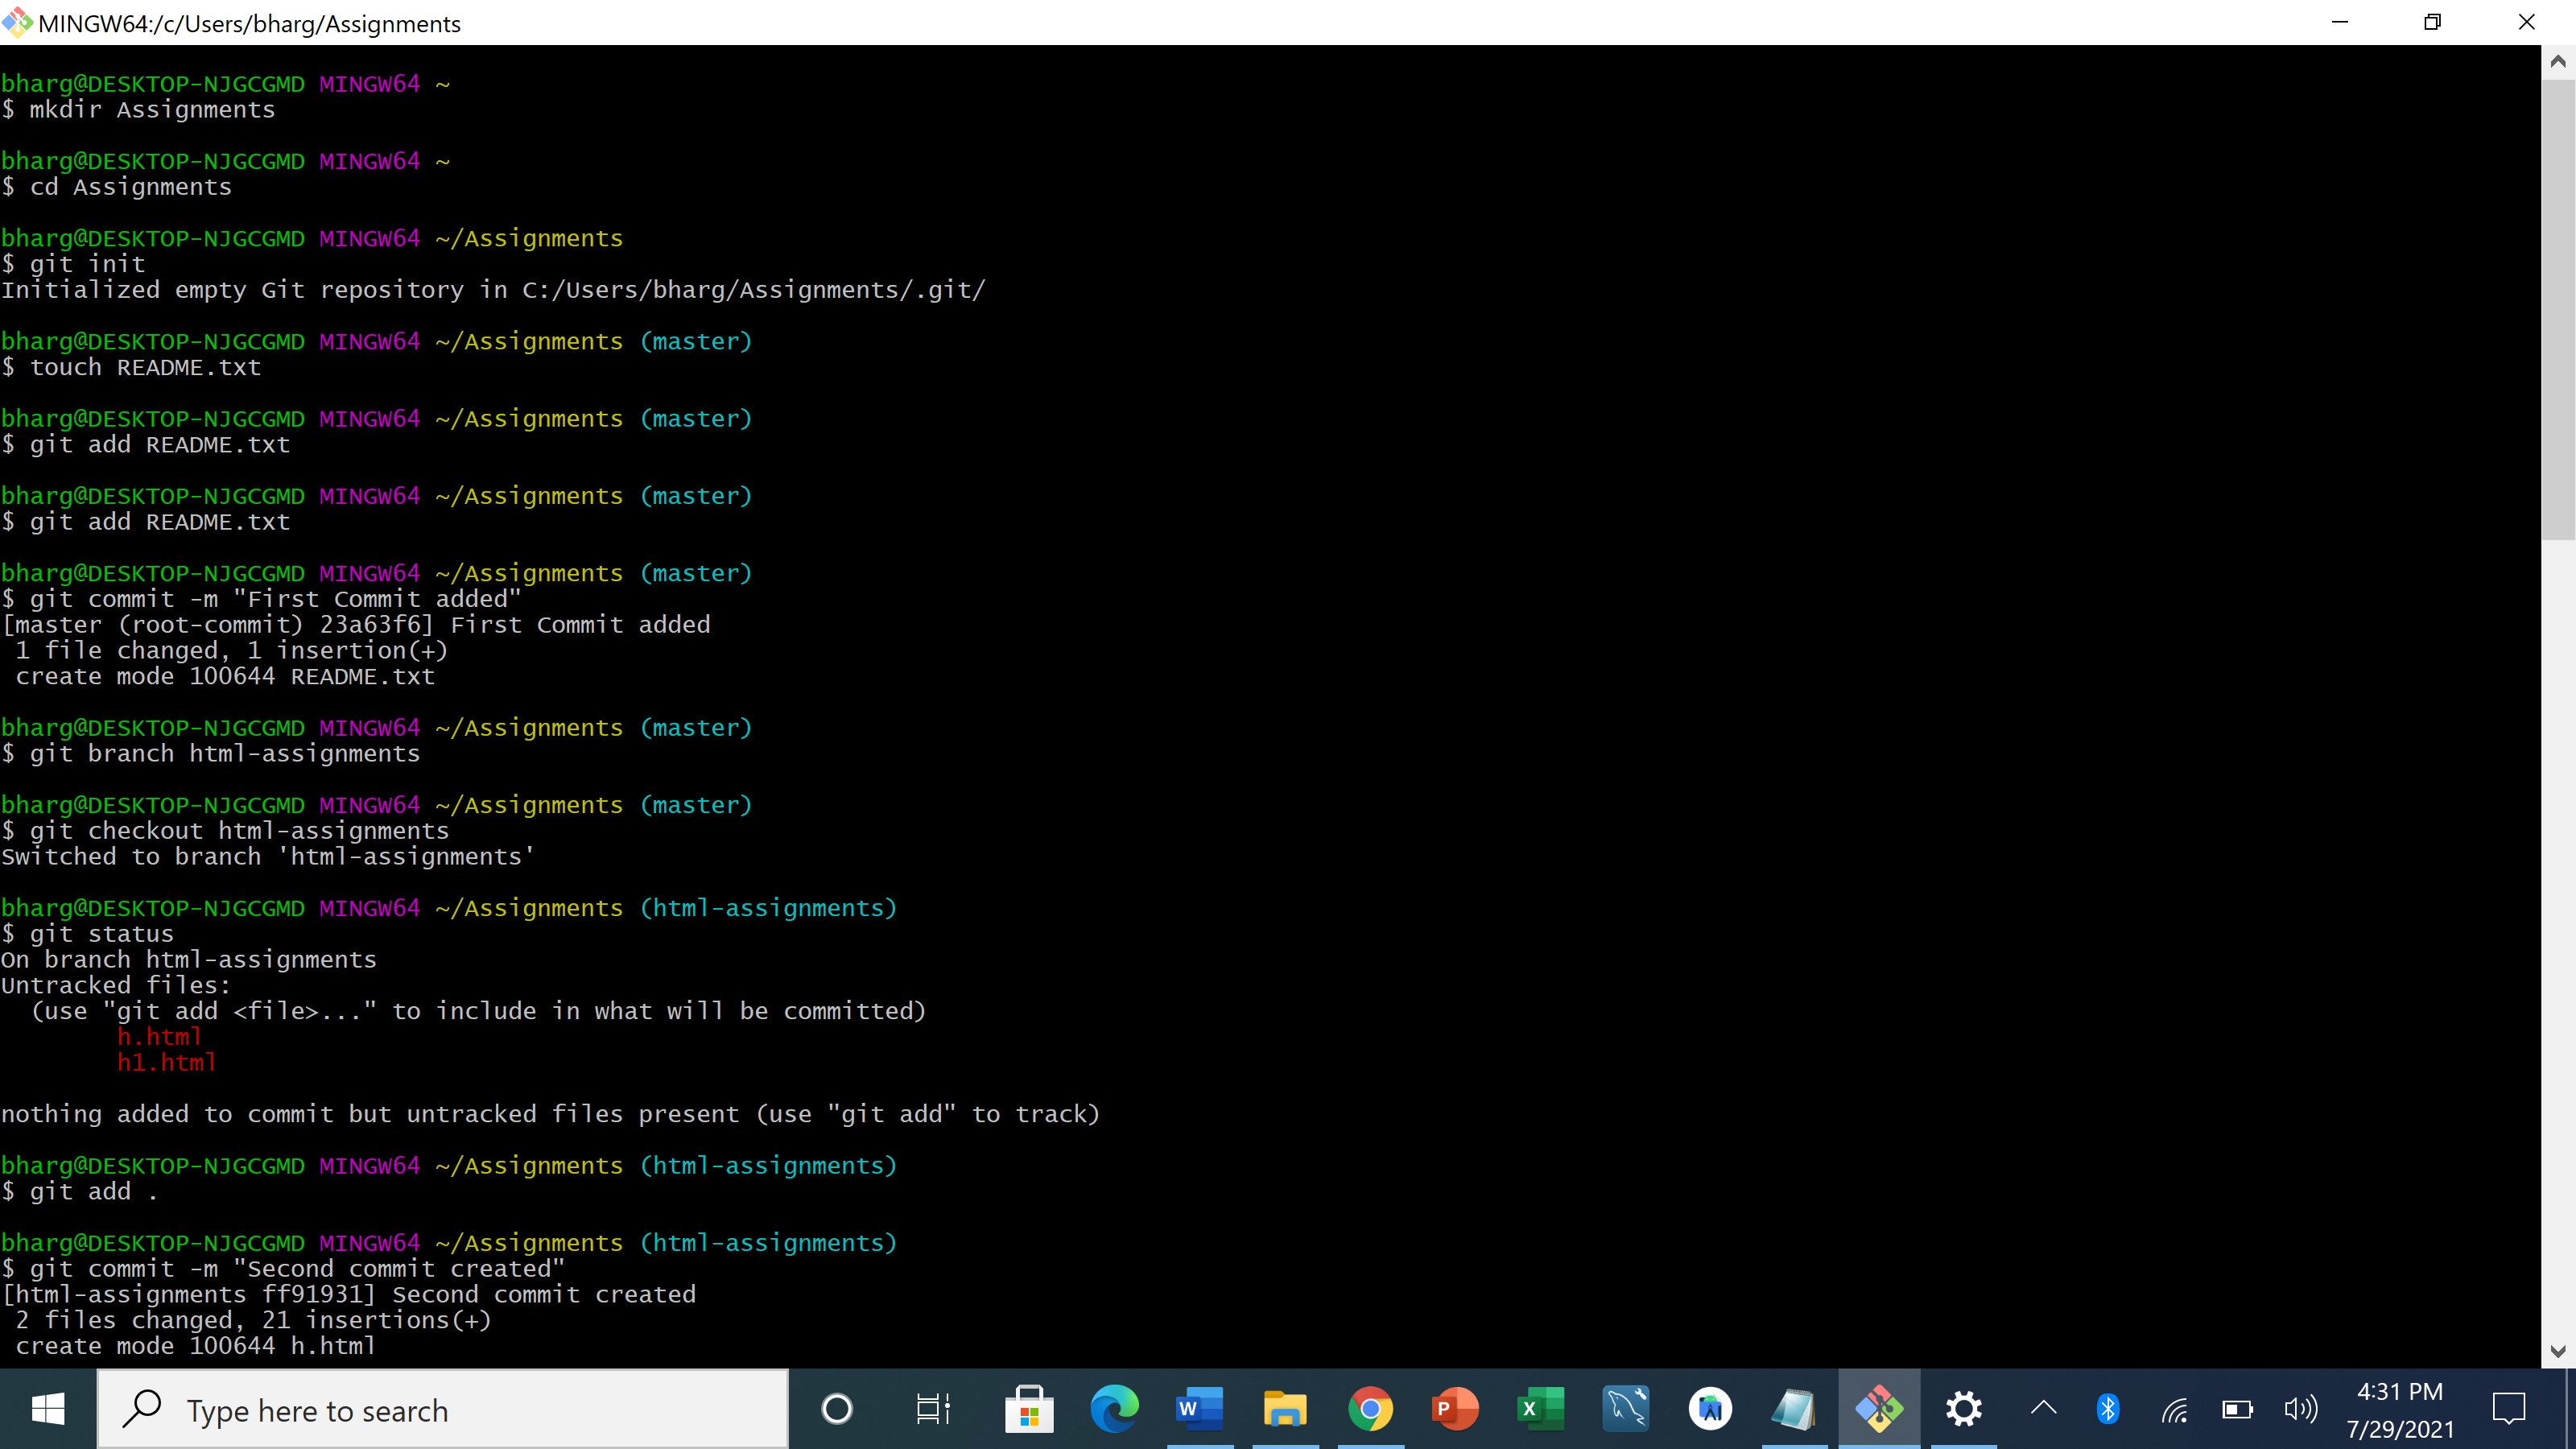 MINGW64:/c/Users/bharg/Assignments
bharg@DESKTOP-NJGCGMD MINGW64 ~
$ mkdir Assignments
bharg@DESKTOP-NJGCGMD MINGW64 ~
$ cd Assignments
bharg@DESKTOP-NJGCGMD MINGW64 ~/Assignments
$ git init
Initialized empty Git repository in C:/Users/bharg/Assignments/.git/
bharg@DESKTOP-NJGCGMD MINGW64 ~/Assignments (master)
$ touch README.txt
bharg@DESKTOP-NJGCGMD MINGW64 ~/Assignments (master)
$ git add README.txt
bharg@DESKTOP-NJGCGMD MINGW64 ~/Assignments (master)
$ git add README.txt
bharg@DESKTOP-NJGCGMD MINGW64 ~/Assignments (master)
$ git commit -m "First Commit added"
[master (root-commit) 23a63f6] First Commit added
 1 file changed, 1 insertion(+)
 create mode 100644 README.txt
bharg@DESKTOP-NJGCGMD MINGW64 ~/Assignments (master)
$ git branch html-assignments
bharg@DESKTOP-NJGCGMD MINGW64 ~/Assignments (master)
$ git checkout html-assignments
Switched to branch 'html-assignments'
bharg@DESKTOP-NJGCGMD MINGW64 ~/Assignments (html-assignments)
$ git status
On branch html-assignments
Untracked files:
  (use "git add <file>..." to include in what will be committed)
        h.html
        h1.html
nothing added to commit but untracked files present (use "git add" to track)
bharg@DESKTOP-NJGCGMD MINGW64 ~/Assignments (html-assignments)
$ git add .
bharg@DESKTOP-NJGCGMD MINGW64 ~/Assignments (html-assignments)
$ git commit -m "Second commit created"
[html-assignments ff91931] Second commit created
 2 files changed, 21 insertions(+)
 create mode 100644 h.html
Type here to search
W
P
X
4:31 PM
7/29/2021